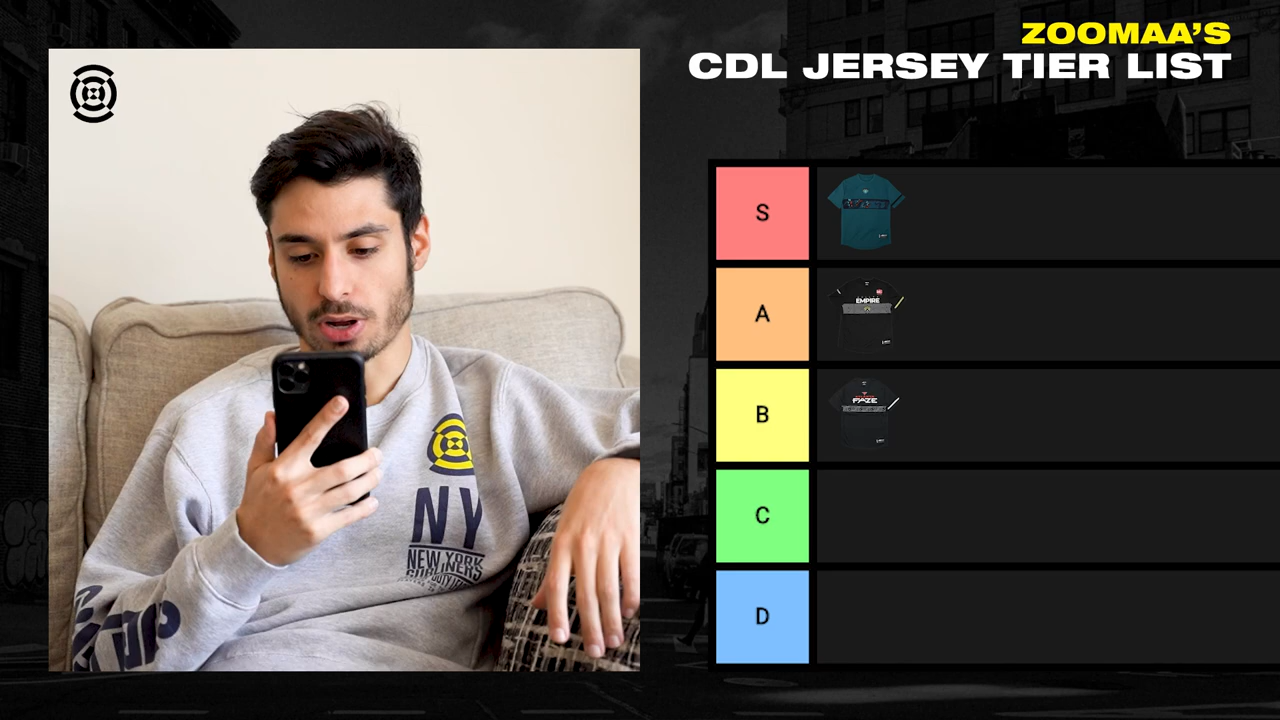 ZOOMAA'S
CDL JERSEY TIER LIST
NY
NEW YORK
SUBLINERS
S
EMPIRE
A
FAZE
B
C
D